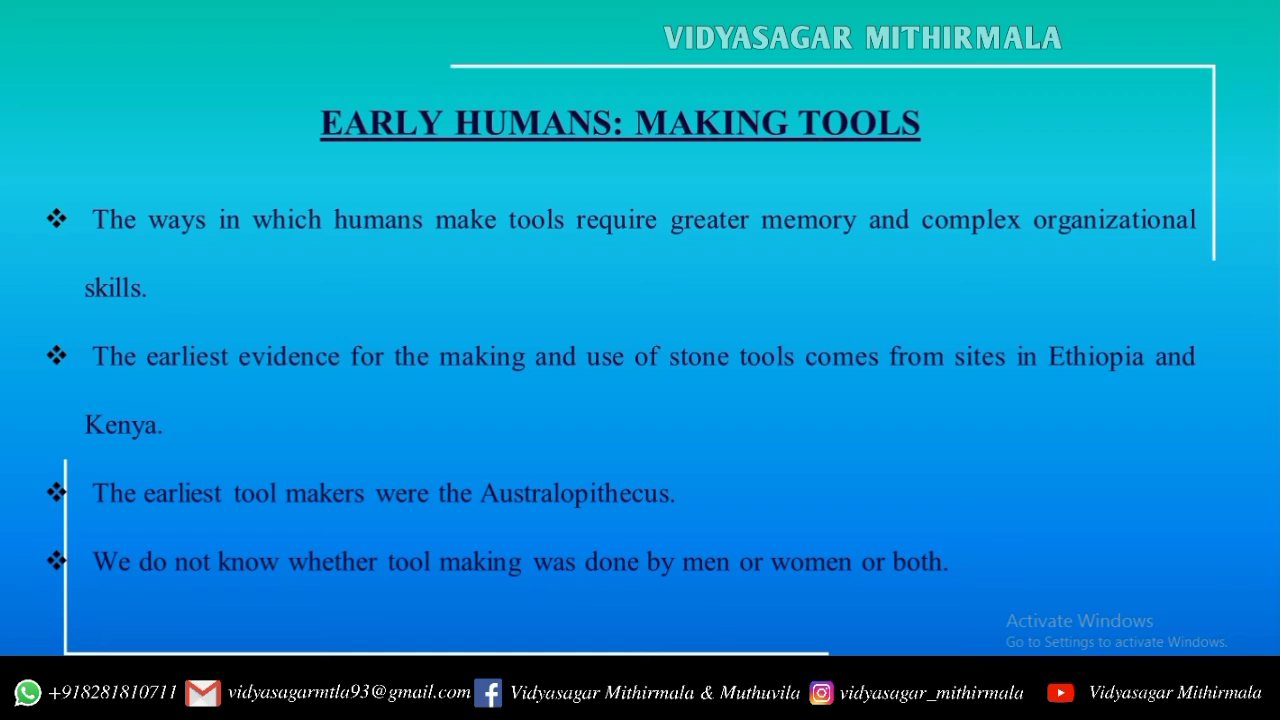 VIDYASAGAR MITHIRMALA
EARLY HUMANS: MAKING TOOLS
❖ The ways in which humans make tools require greater memory and complex organizational
skills.
❖ The earliest evidence for the making and use of stone tools comes from sites in Ethiopia and
Kenya.
❖ The earliest tool makers were the Australopithecus.
❖ We do not know whether tool making was done by men or women or both.
Activate Windows
Go to Settings to activate Windows.
+918281810711 vidyasagarmtla93@gmail.com Vidyasagar Mithirmala & Muthuvila vidyasagar_mithirmala Vidyasagar Mithirmala